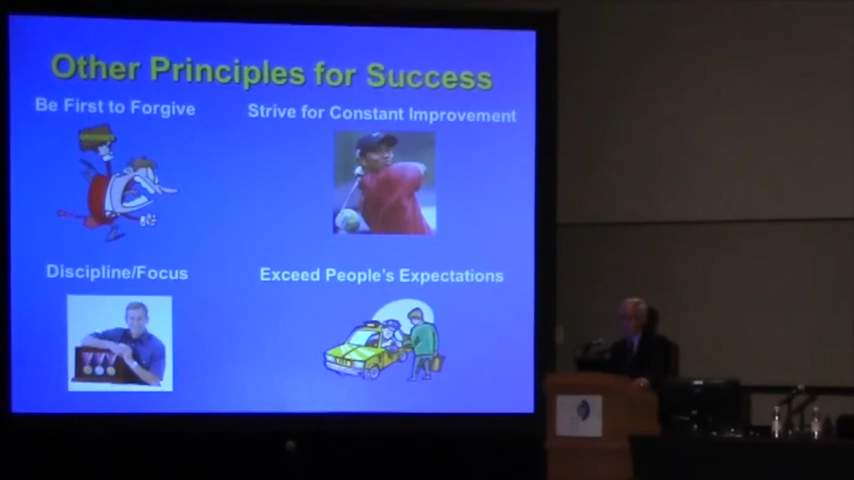 Other Principles for Success
Be First to Forgive
Strive for Constant Improvement
Discipline/Focus
Exceed People's Expectations